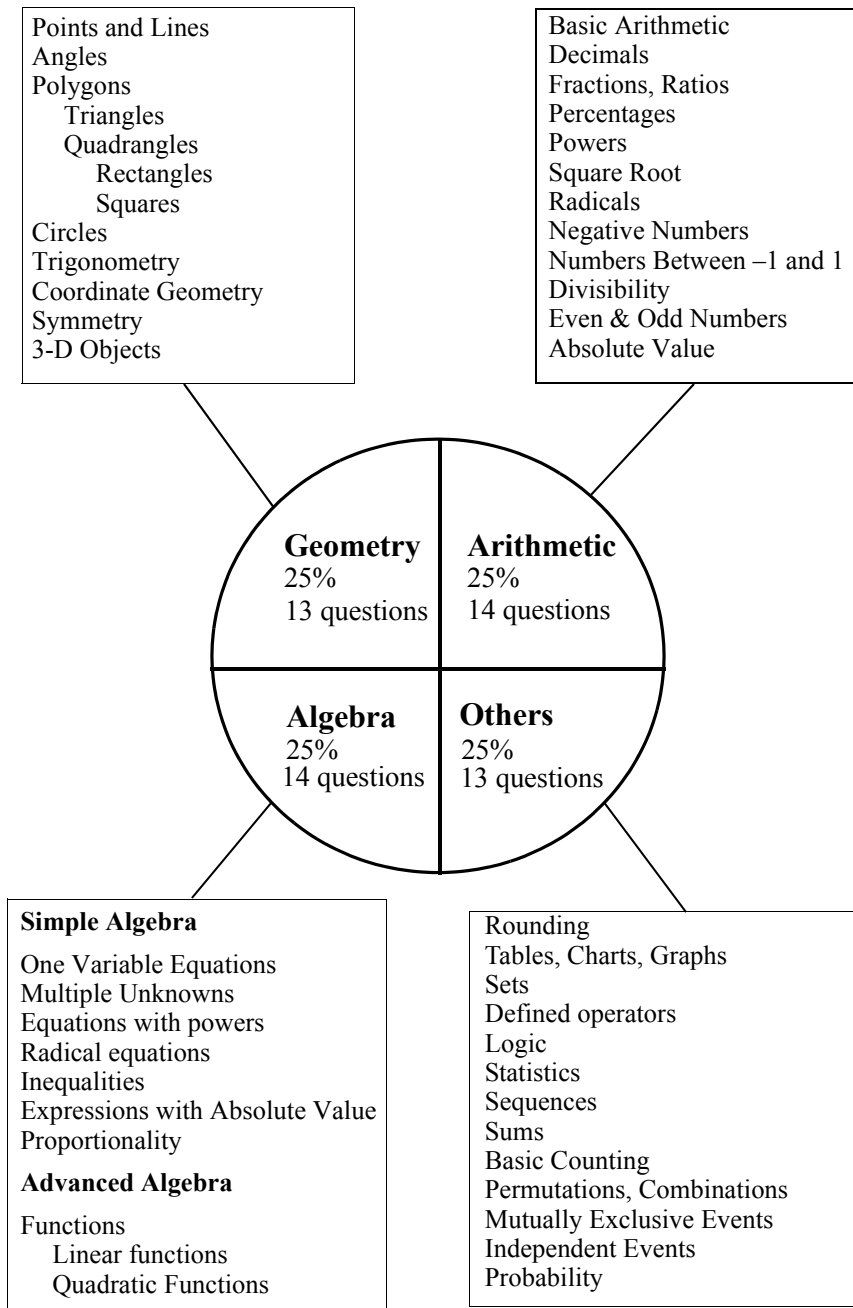 Points and Lines
Angles
Polygons
Triangles
Quadrangles
Rectangles
Squares
Circles
Trigonometry
Coordinate Geometry
Symmetry
3-D Objects
Basic Arithmetic
Decimals
Fractions, Ratios
Percentages
Powers
Square Root
Radicals
Negative Numbers
Numbers Between –1 and 1
Divisibility
Even & Odd Numbers
Absolute Value
Geometry
25%
13 questions
Arithmetic
25%
14 questions
Algebra
25%
14 questions
Others
25%
13 questions
Simple Algebra
One Variable Equations
Multiple Unknowns
Equations with powers
Radical equations
Inequalities
Expressions with Absolute Value
Proportionality
Advanced Algebra
Functions
Linear functions
Quadratic Functions
Rounding
Tables, Charts, Graphs
Sets
Defined operators
Logic
Statistics
Sequences
Sums
Basic Counting
Permutations, Combinations
Mutually Exclusive Events
Independent Events
Probability